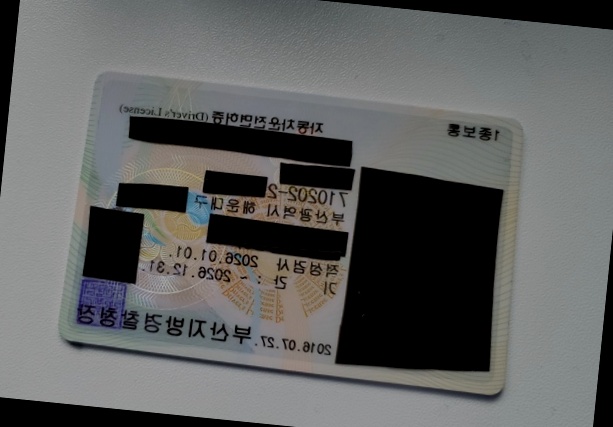 1종보통
자동차운전면허증 (Driver's License)
710202-2
부산광역시 해운대구
적성검사 2026.01.01.
기 간 : ~ 2026.12.31.
2016.07.27.
부산지방경찰청장